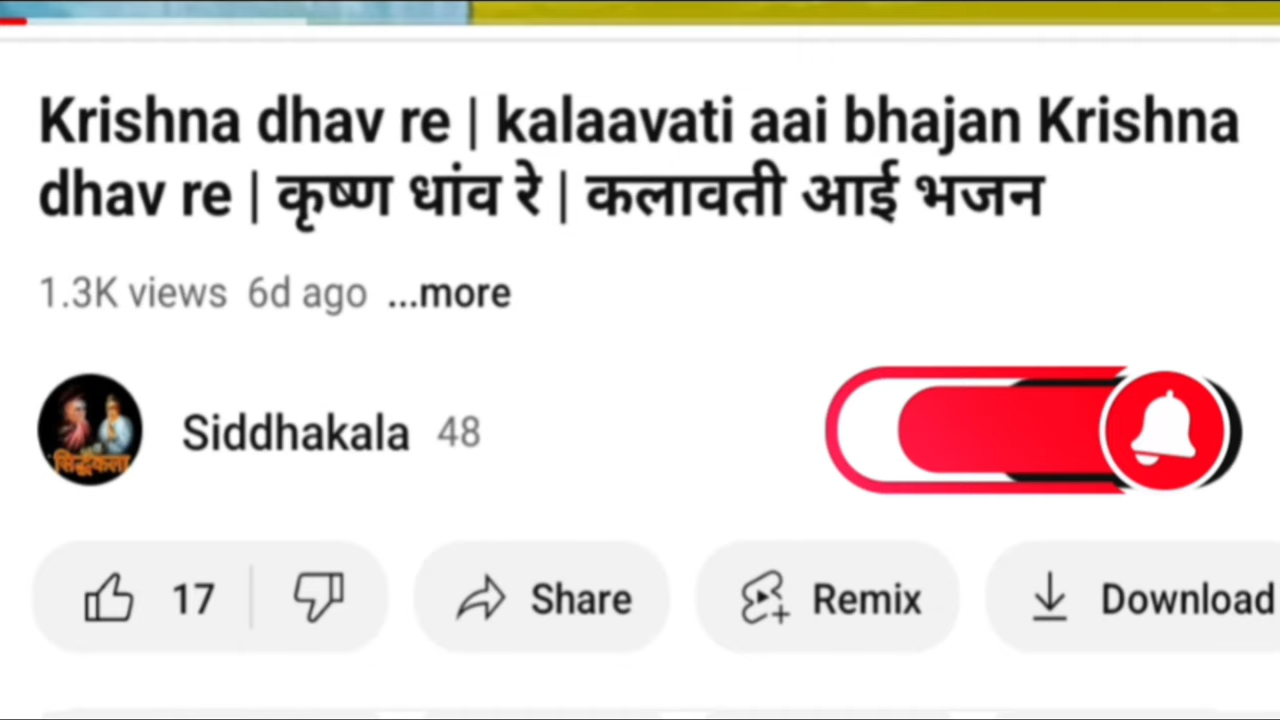 Krishna dhav re | kalaavati aai bhajan Krishna
dhav re | कृष्ण धांव रे | कलावती आई भजन
1.3K views 6d ago ...more
सिद्धकला
Siddhakala 48
17 Share Remix Download